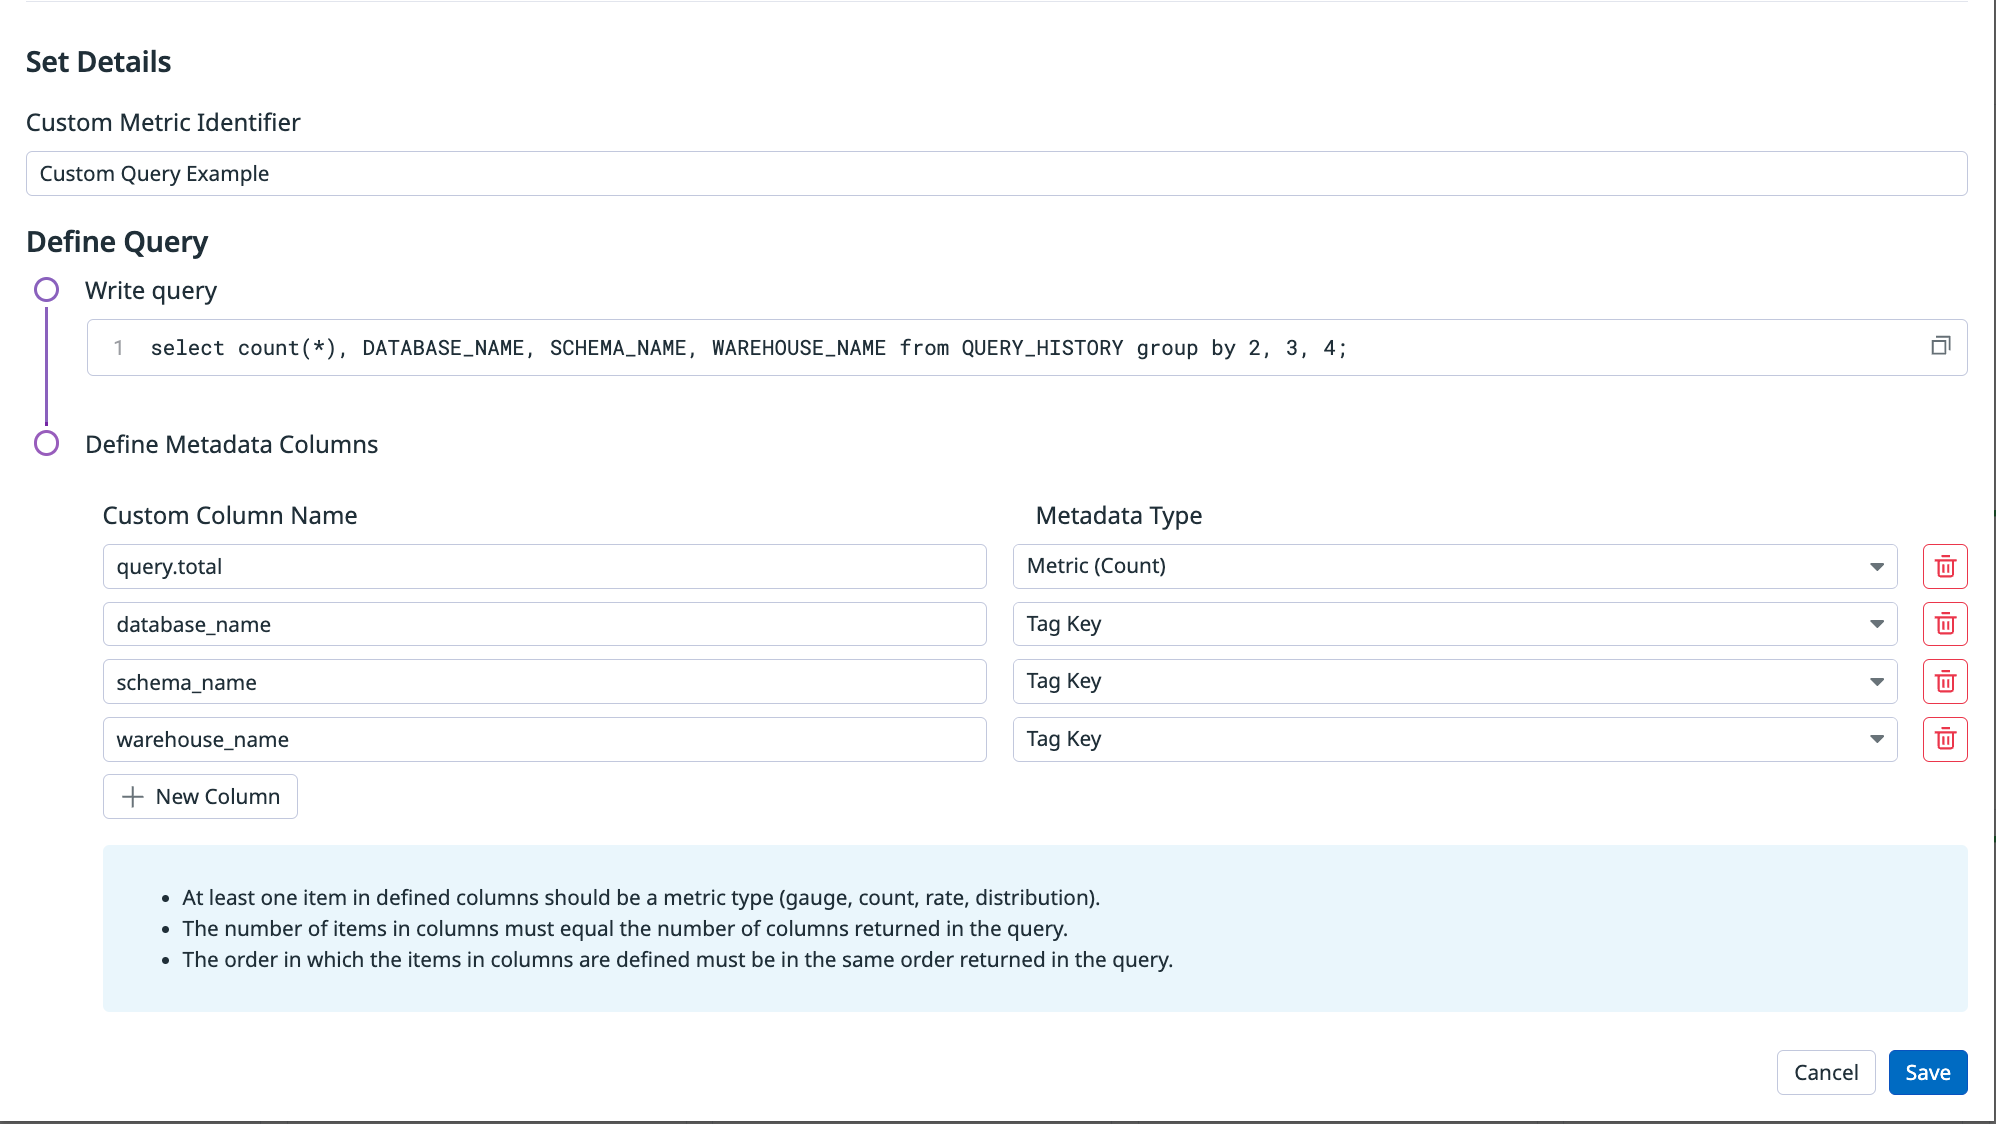 Set Details
Custom Metric Identifier
Custom Query Example
Define Query
Write query
1 select count(*), DATABASE_NAME, SCHEMA_NAME, WAREHOUSE_NAME from QUERY_HISTORY group by 2, 3, 4;
Define Metadata Columns
Custom Column Name Metadata Type
query.total Metric (Count)
database_name Tag Key
schema_name Tag Key
warehouse_name Tag Key
New Column
• At least one item in defined columns should be a metric type (gauge, count, rate, distribution).
• The number of items in columns must equal the number of columns returned in the query.
• The order in which the items in columns are defined must be in the same order returned in the query.
Cancel Save